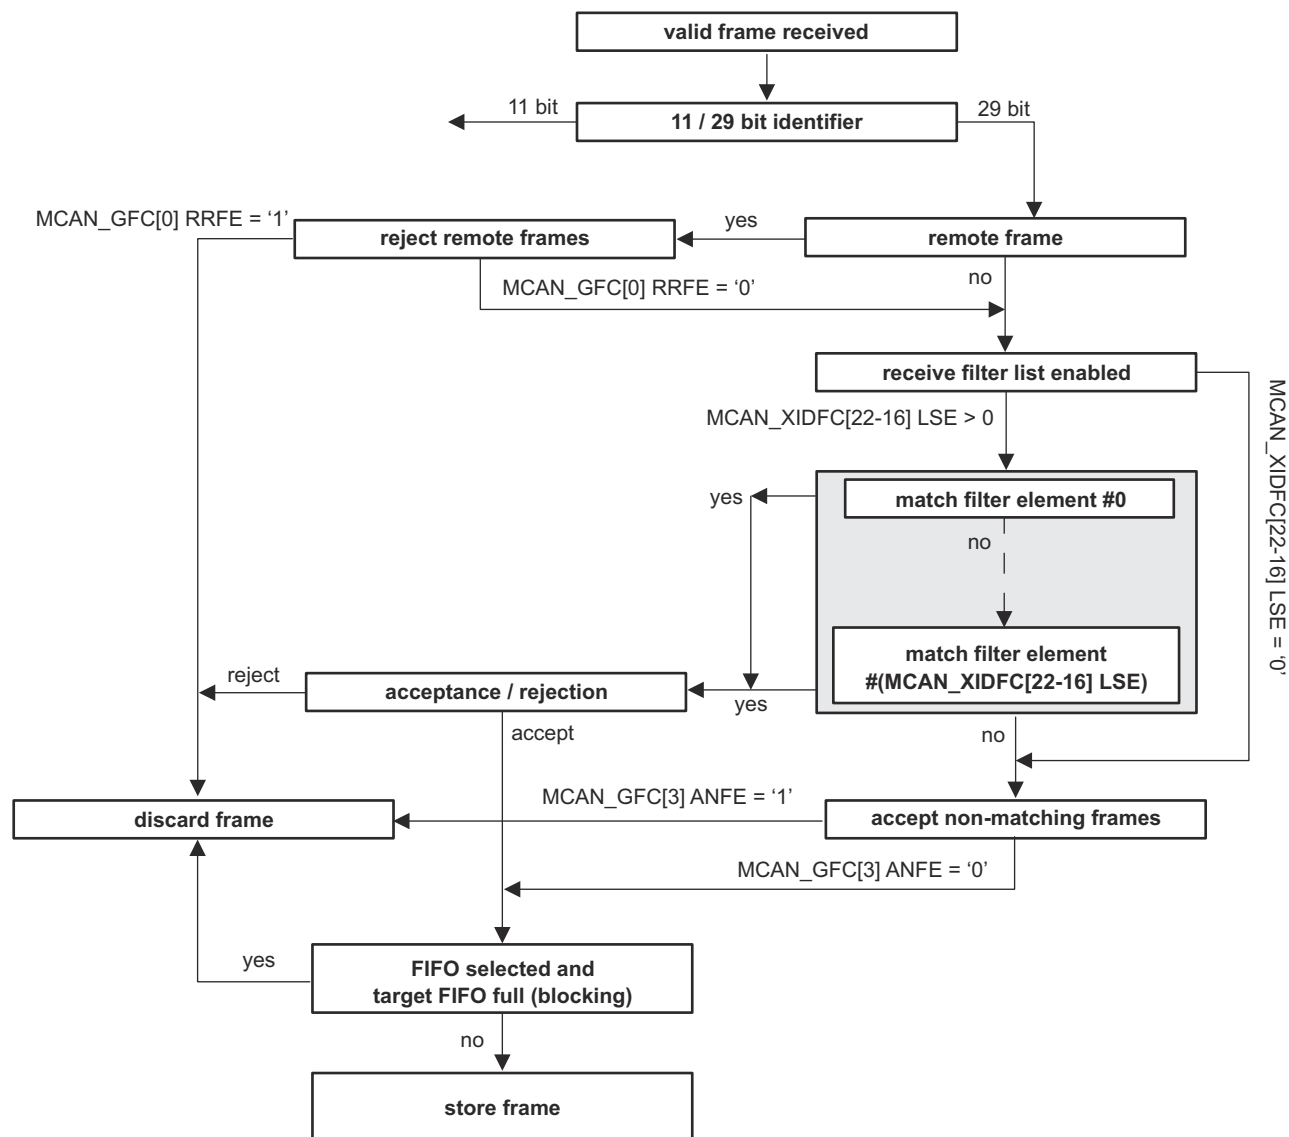 valid frame received
11 bit
11 / 29 bit identifier
29 bit
MCAN_GFC[0] RRFE = ‘1’
reject remote frames
yes
remote frame
MCAN_GFC[0] RRFE = ‘0’
no
receive filter list enabled
MCAN_XIDFC[22-16] LSE > 0
MCAN_XIDFC[22-16] LSE = ‘0’
yes
match filter element #0
no
match filter element
#(MCAN_XIDFC[22-16] LSE)
reject
acceptance / rejection
yes
accept
no
discard frame
MCAN_GFC[3] ANFE = ‘1’
accept non-matching frames
MCAN_GFC[3] ANFE = ‘0’
yes
FIFO selected and
target FIFO full (blocking)
no
store frame